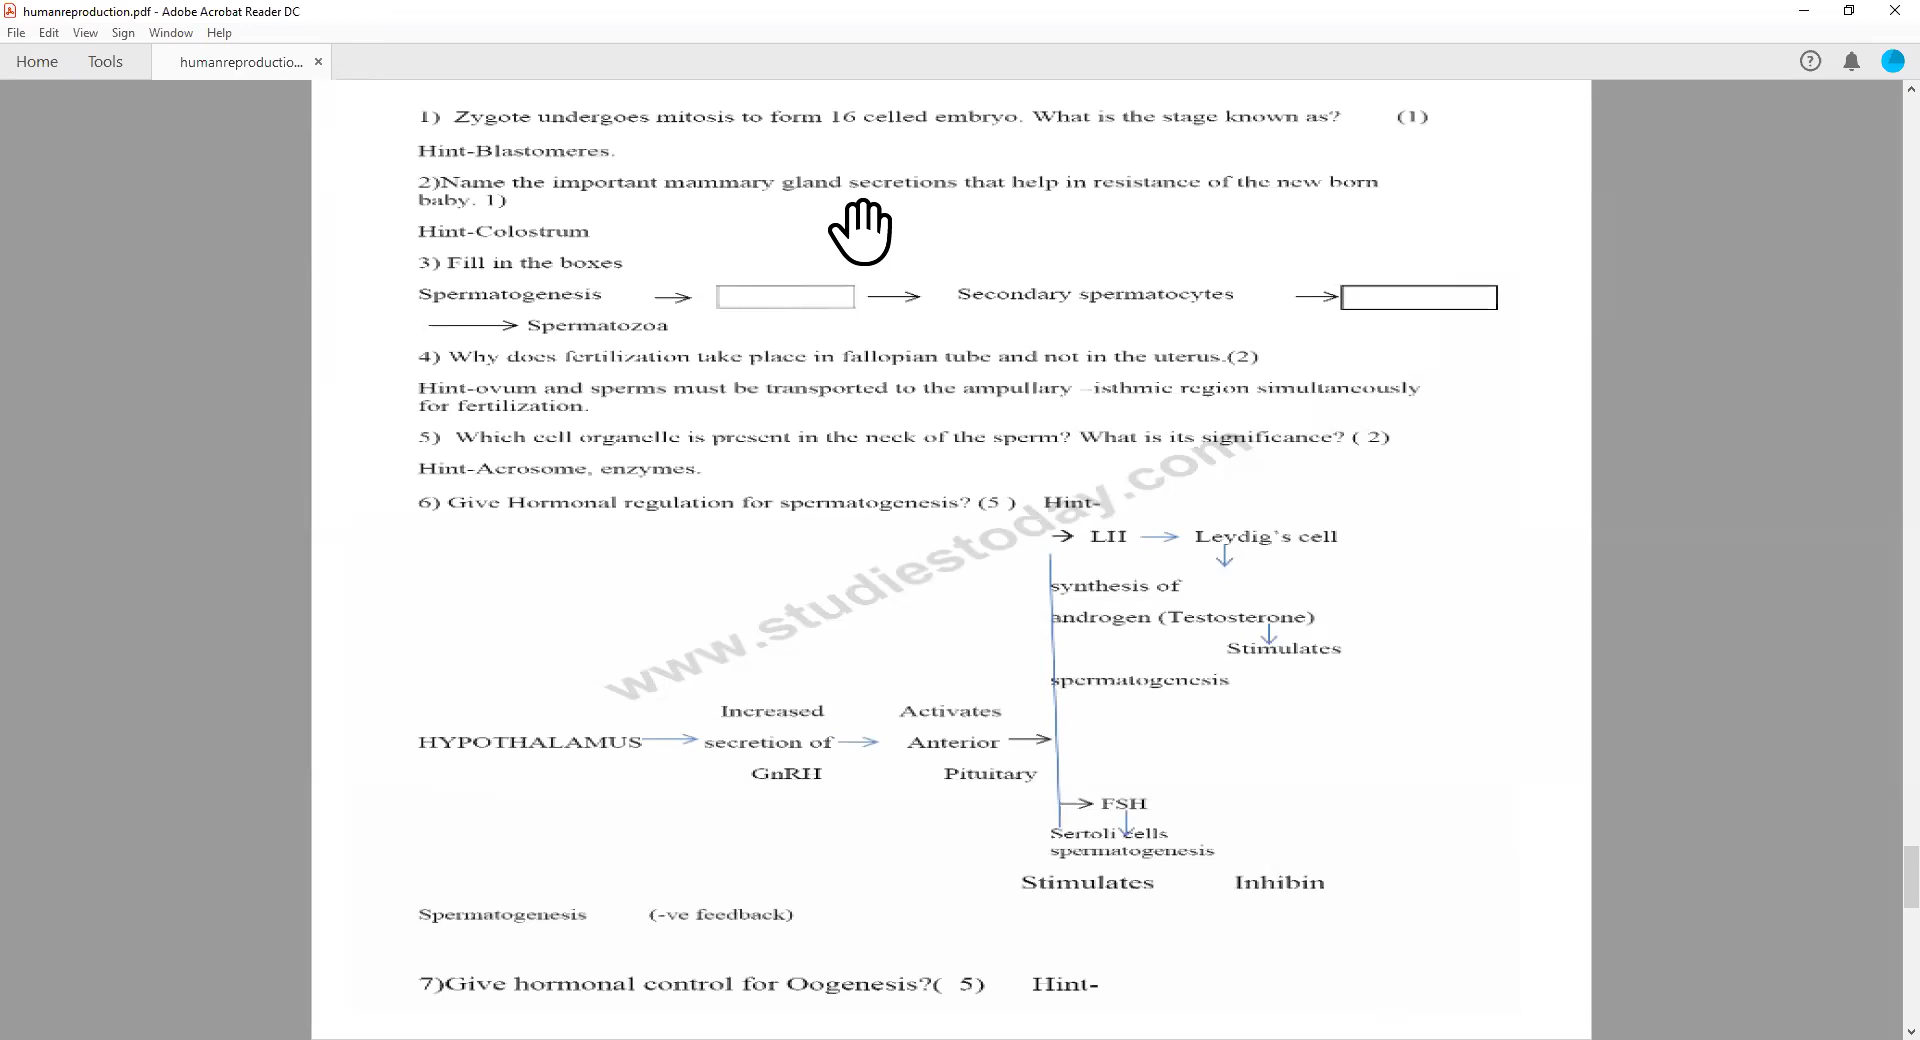 humanreproduction.pdf - Adobe Acrobat Reader DC
File Edit View Sign Window Help
Home Tools humanreproductio...
1) Zygote undergoes mitosis to form 16 celled embryo. What is the stage known as? (1)
Hint-Blastomeres.
2)Name the important mammary gland secretions that help in resistance of the new born
baby. 1)
Hint-Colostrum
3) Fill in the boxes
Spermatogenesis → → Secondary spermatocytes →
→ Spermatozoa
4) Why does fertilization take place in fallopian tube and not in the uterus.(2)
Hint-ovum and sperms must be transported to the ampullary –isthmic region simultaneously
for fertilization.
5) Which cell organelle is present in the neck of the sperm? What is its significance? ( 2)
Hint-Acrosome, enzymes.
6) Give Hormonal regulation for spermatogenesis? (5 ) Hint-
→ LH → Leydig's cell
synthesis of
androgen (Testosterone)
Stimulates
spermatogenesis
Increased Activates
HYPOTHALAMUS → secretion of → Anterior →
GnRH Pituitary
→ FSH
Sertoli cells
spermatogenesis
Stimulates Inhibin
Spermatogenesis (-ve feedback)
7)Give hormonal control for Oogenesis?( 5) Hint-
www.studiestoday.com